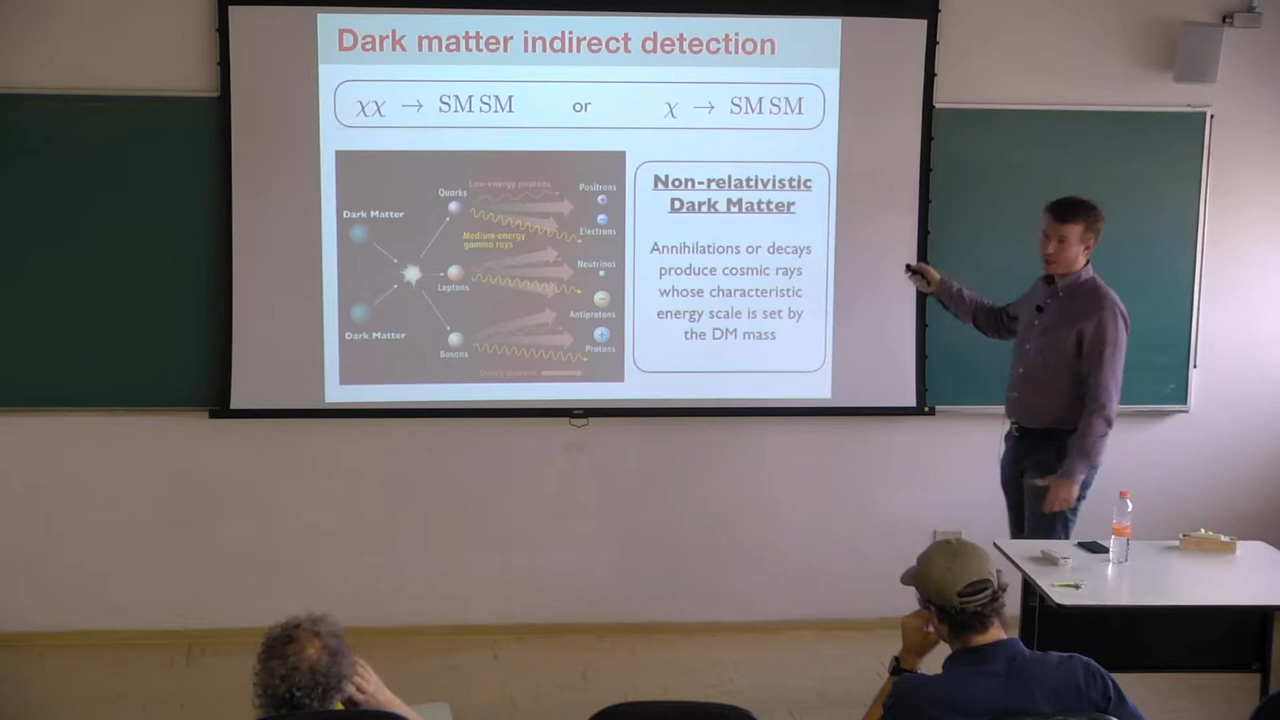 Dark matter indirect detection
χχ → SM SM or χ → SM SM
Low-energy photons
Quarks
Positrons
Dark Matter
Medium-energy
gamma rays
Electrons
Neutrinos
Leptons
Antiprotons
Dark Matter
Bosons
Protons
Decay process
Non-relativistic
Dark Matter
Annihilations or decays
produce cosmic rays
whose characteristic
energy scale is set by
the DM mass